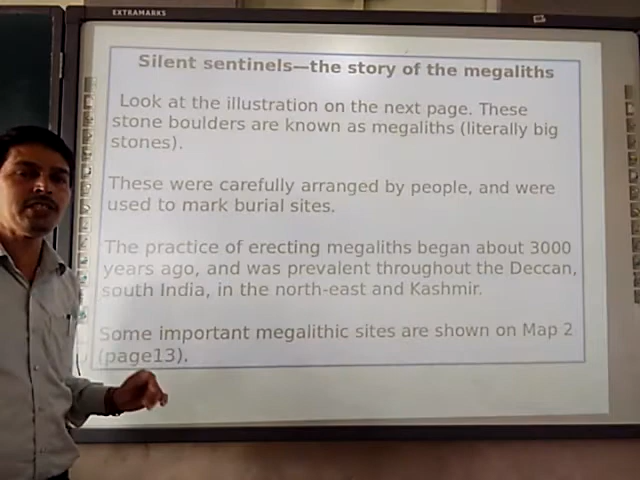 EXTRAMARKS
Silent sentinels—the story of the megaliths
Look at the illustration on the next page. These
stone boulders are known as megaliths (literally big
stones).
These were carefully arranged by people, and were
used to mark burial sites.
The practice of erecting megaliths began about 3000
years ago, and was prevalent throughout the Deccan,
south India, in the north-east and Kashmir.
Some important megalithic sites are shown on Map 2
(page13).